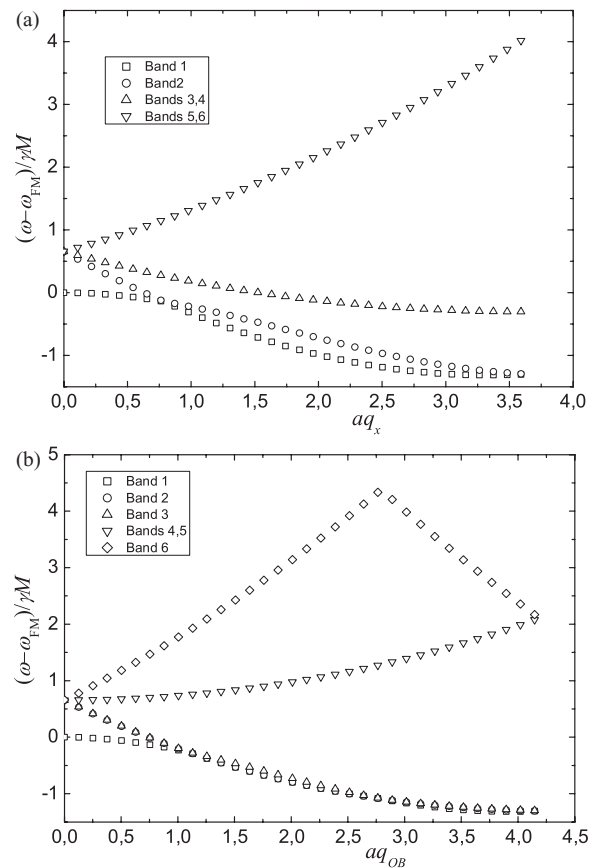 (a)
Band 1
Band2
Bands 3,4
Bands 5,6
(ω−ω_FM)/γM
4
3
2
1
0
-1
0,0 0,5 1,0 1,5 2,0 2,5 3,0 3,5 4,0
aq_x
(b)
Band 1
Band 2
Band 3
Bands 4,5
Band 6
(ω−ω_FM)/γM
5
4
3
2
1
0
-1
0,0 0,5 1,0 1,5 2,0 2,5 3,0 3,5 4,0 4,5
aq_OB